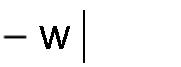 – w |